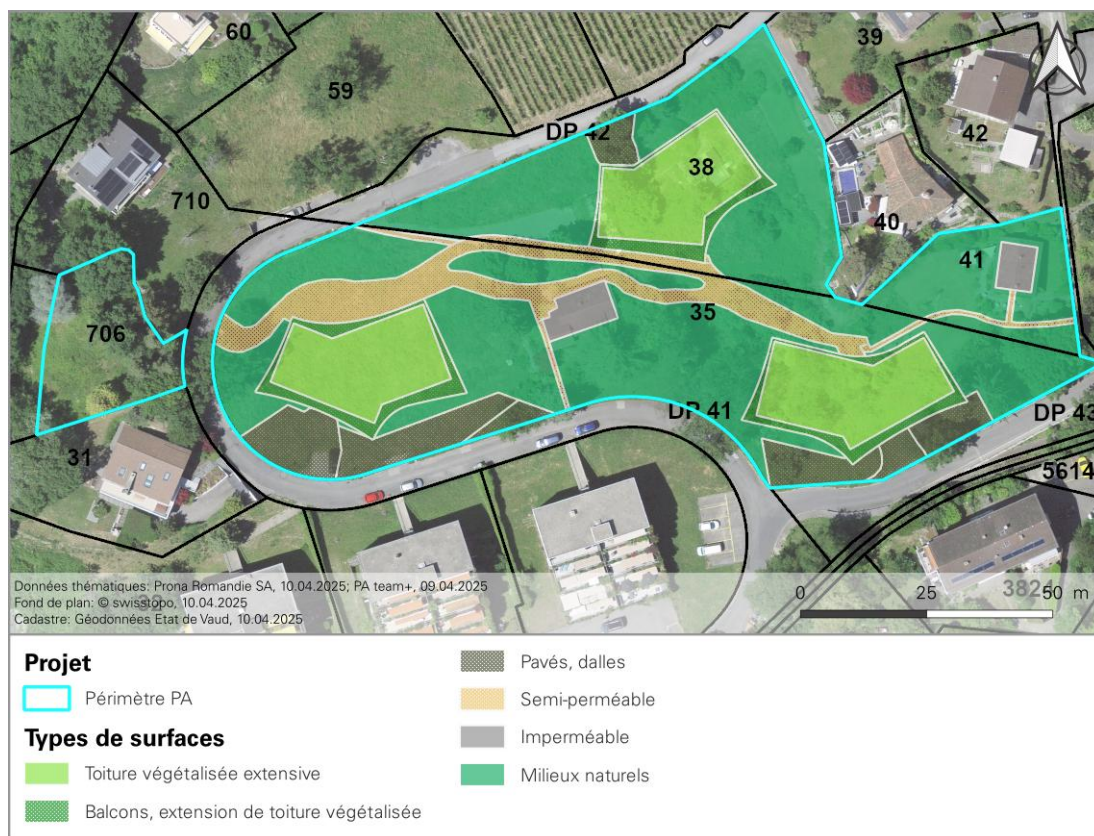 60
39
59
42
DP 42
38
710
40
41
706
35
DP 41
DP 43
31
5614
Données thématiques: Prona Romandie SA, 10.04.2025; PA team+, 09.04.2025
Fond de plan: © swisstopo, 10.04.2025
Cadastre: Géodonnées Etat de Vaud, 10.04.2025
0 25 50 m
Projet
Périmètre PA
Types de surfaces
Toiture végétalisée extensive
Balcons, extension de toiture végétalisée
Pavés, dalles
Semi-perméable
Imperméable
Milieux naturels